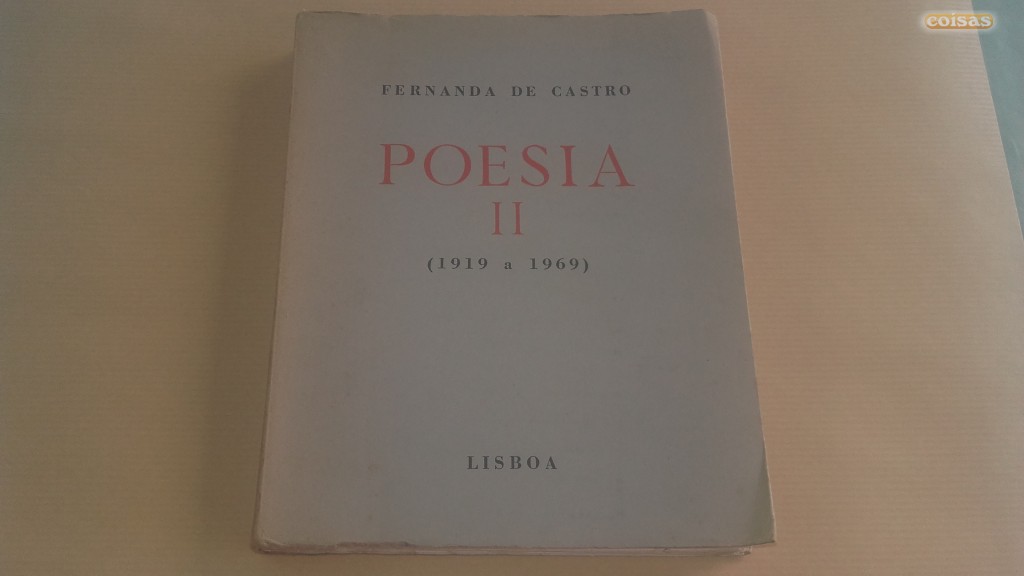 coisas
FERNANDA DE CASTRO
POESIA
II
(1919 a 1969)
LISBOA